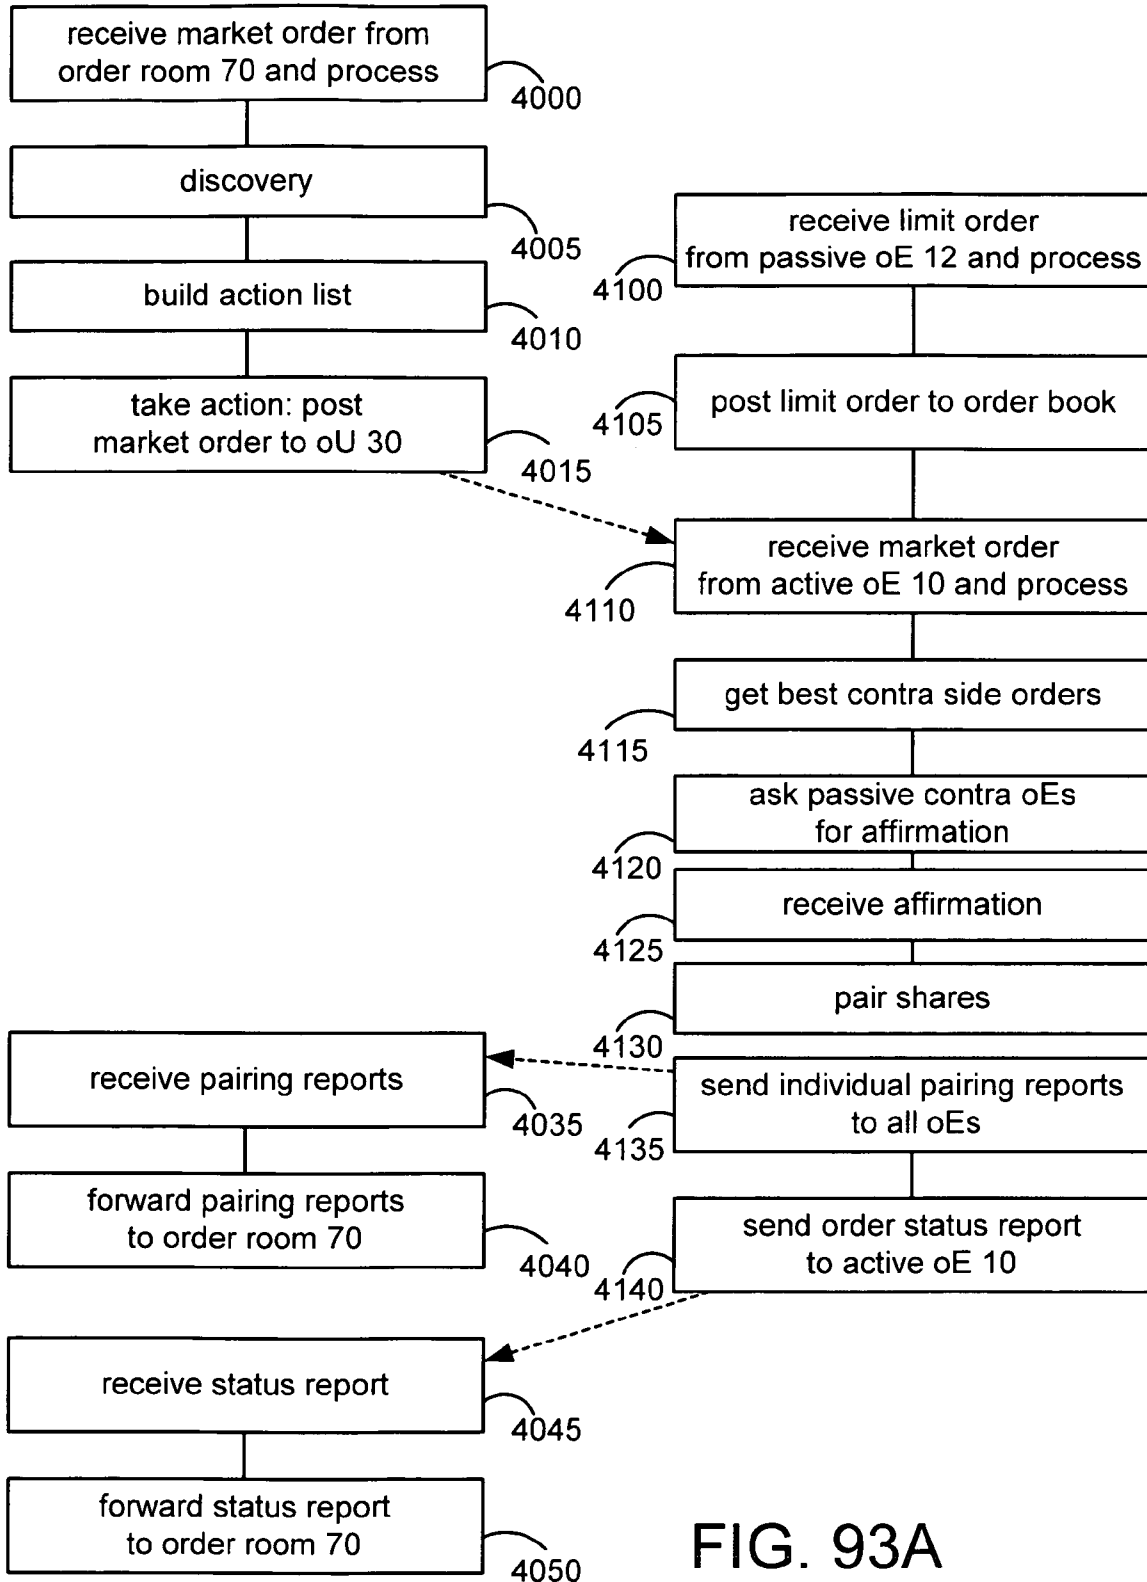 receive market order from
order room 70 and process
4000
discovery
4005
build action list
4010
take action: post
market order to oU 30
4015
receive limit order
from passive oE 12 and process
4100
post limit order to order book
4105
receive market order
from active oE 10 and process
4110
get best contra side orders
4115
ask passive contra oEs
for affirmation
4120
receive affirmation
4125
pair shares
4130
send individual pairing reports
to all oEs
4135
send order status report
to active oE 10
4140
receive pairing reports
4035
forward pairing reports
to order room 70
4040
receive status report
4045
forward status report
to order room 70
4050
FIG. 93A